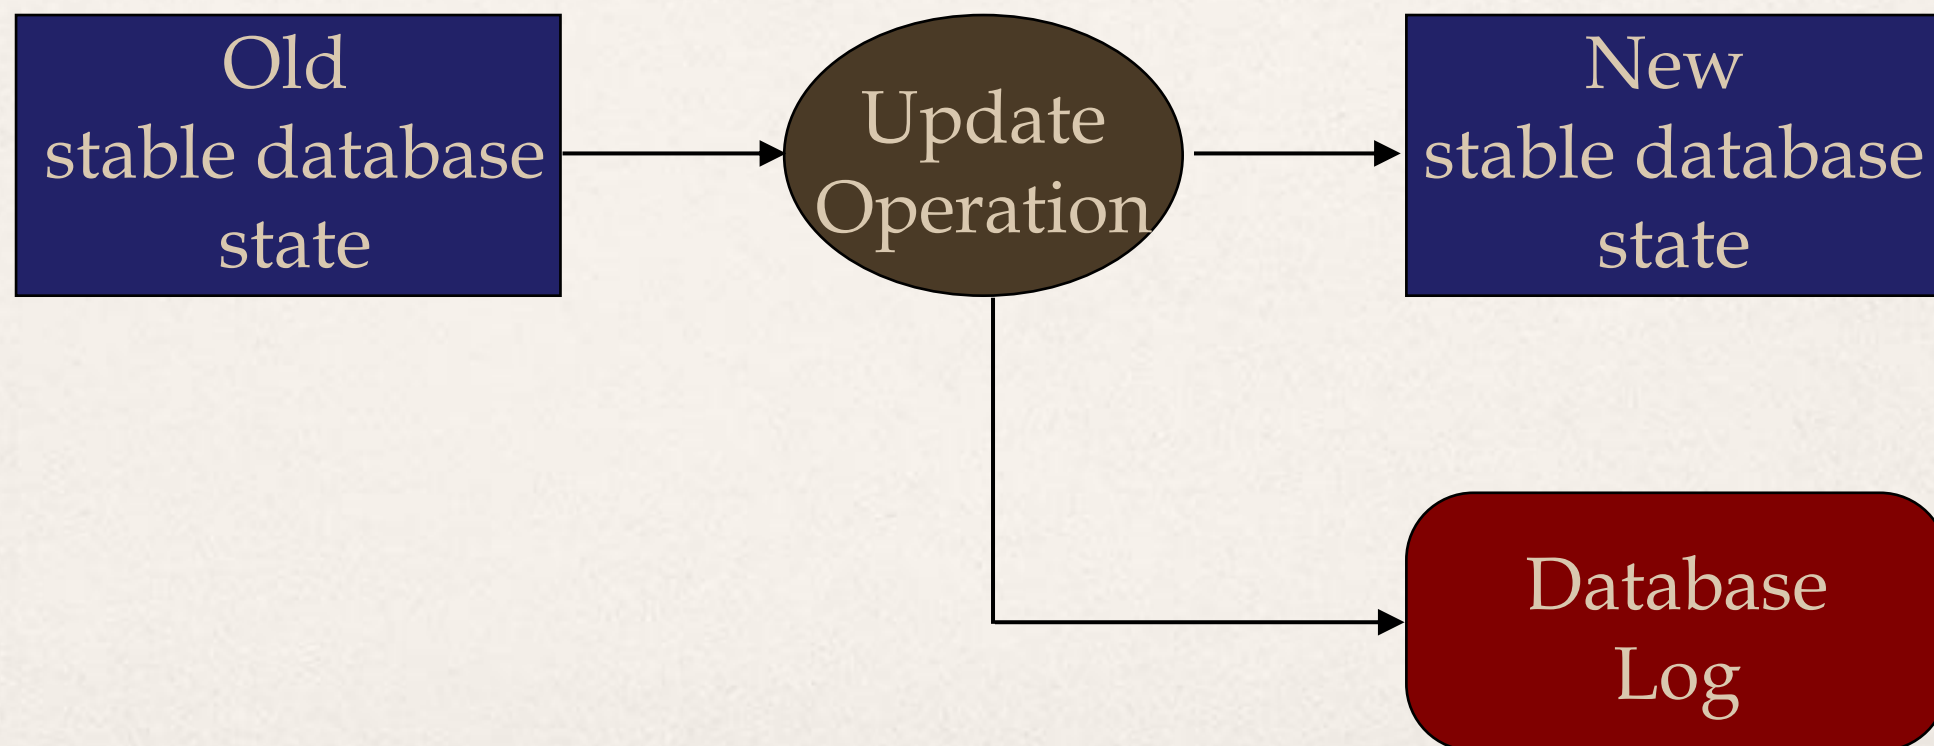 Old
stable database
state
Update
Operation
New
stable database
state
Database
Log